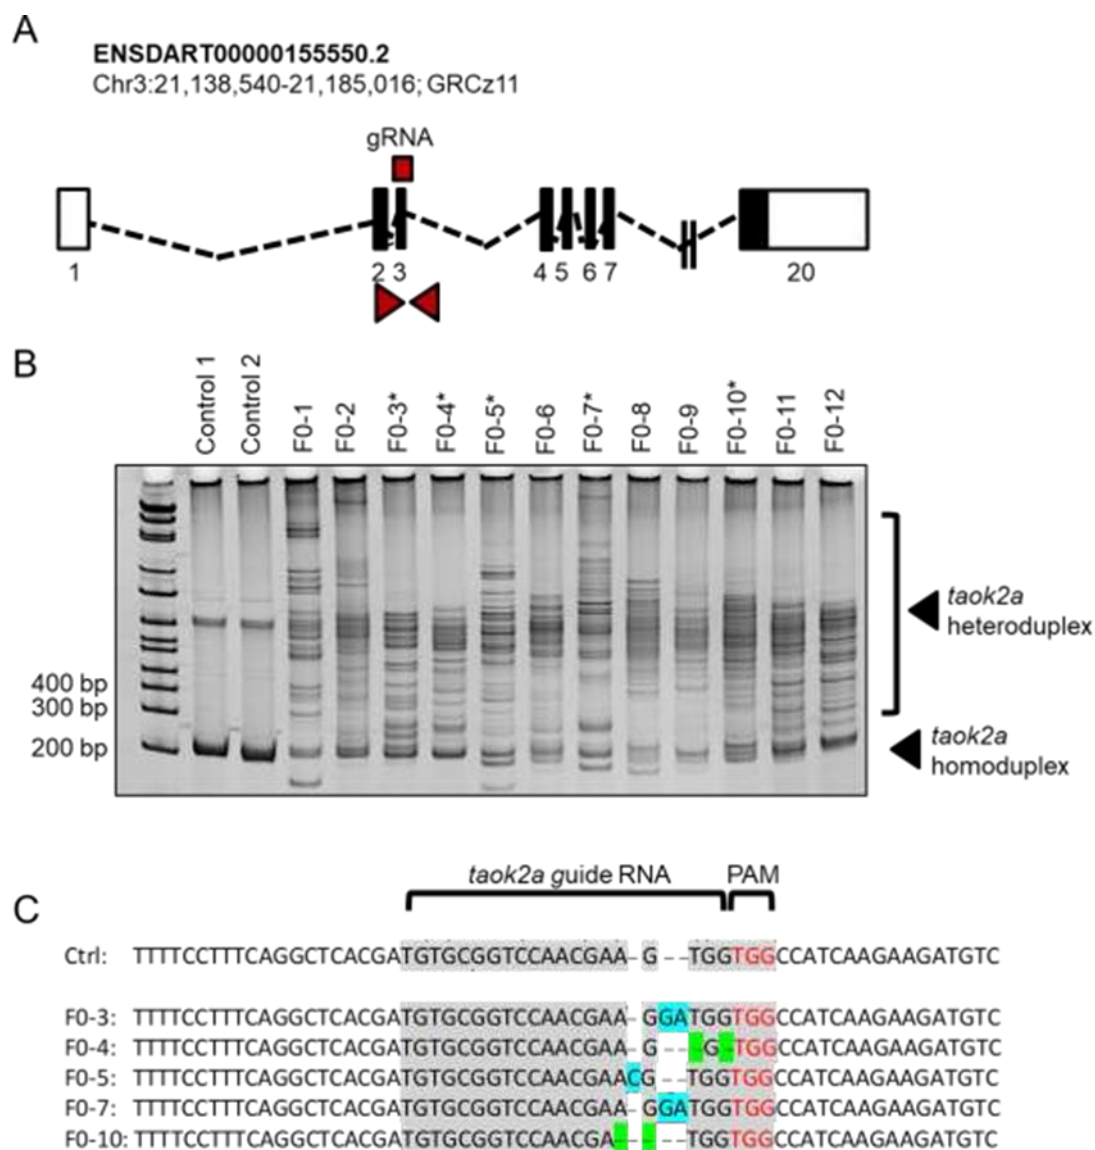 A
ENSDART00000155550.2
Chr3:21,138,540-21,185,016; GRCz11
gRNA
1 2 3 4 5 6 7 20
B
Control 1 Control 2 F0-1 F0-2 F0-3* F0-4* F0-5* F0-6 F0-7* F0-8 F0-9 F0-10* F0-11 F0-12
400 bp
300 bp
200 bp
taok2a
heteroduplex
taok2a
homoduplex
taok2a guide RNA PAM
C
Ctrl: TTTTCCTTTCAGGCTCACGATGTGCGGTCCAACGAA-G--TGGTGGCCATCAAGAAGATGTC
F0-3: TTTTCCTTTCAGGCTCACGATGTGCGGTCCAACGAA-GGATGGTGGCCATCAAGAAGATGTC
F0-4: TTTTCCTTTCAGGCTCACGATGTGCGGTCCAACGAA-G---G-TGGCCATCAAGAAGATGTC
F0-5: TTTTCCTTTCAGGCTCACGATGTGCGGTCCAACGAACG--TGGTGGCCATCAAGAAGATGTC
F0-7: TTTTCCTTTCAGGCTCACGATGTGCGGTCCAACGAA-GGATGGTGGCCATCAAGAAGATGTC
F0-10: TTTTCCTTTCAGGCTCACGATGTGCGGTCCAACGA-----TGGTGGCCATCAAGAAGATGTC